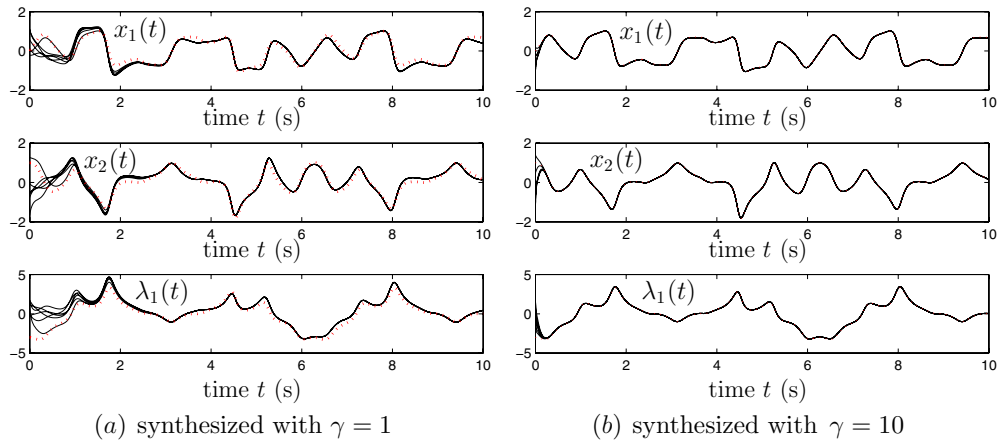 2
0
−2
x₁(t)
0 2 4 6 8 10
time t (s)
2
0
−2
x₂(t)
0 2 4 6 8 10
time t (s)
5
0
−5
λ₁(t)
0 2 4 6 8 10
time t (s)
(a) synthesized with γ = 1
2
0
−2
x₁(t)
0 2 4 6 8 10
time t (s)
2
0
−2
x₂(t)
0 2 4 6 8 10
time t (s)
5
0
−5
λ₁(t)
0 2 4 6 8 10
time t (s)
(b) synthesized with γ = 10